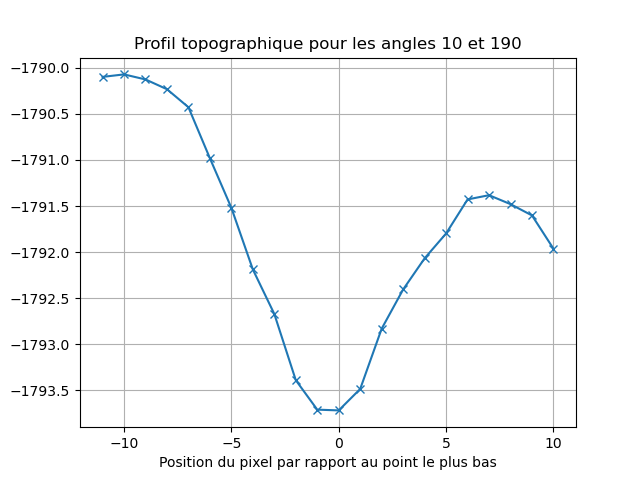 Profil topographique pour les angles 10 et 190
−1790.0
−1790.5
−1791.0
−1791.5
−1792.0
−1792.5
−1793.0
−1793.5
−10 −5 0 5 10
Position du pixel par rapport au point le plus bas